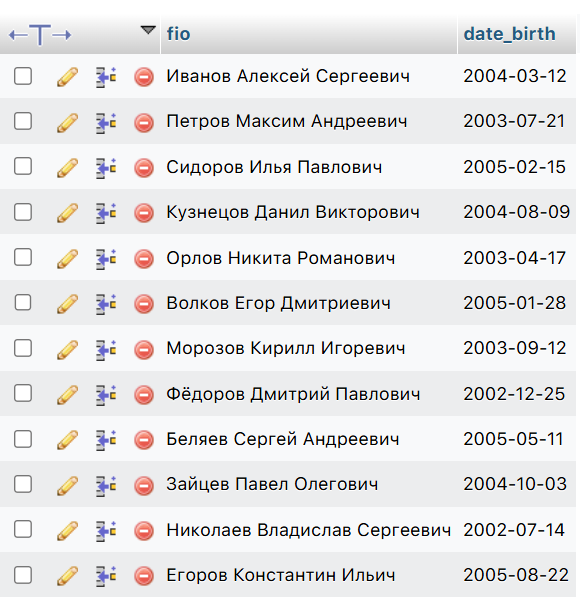 fio date_birth
Иванов Алексей Сергеевич 2004-03-12
Петров Максим Андреевич 2003-07-21
Сидоров Илья Павлович 2005-02-15
Кузнецов Данил Викторович 2004-08-09
Орлов Никита Романович 2003-04-17
Волков Егор Дмитриевич 2005-01-28
Морозов Кирилл Игоревич 2003-09-12
Фёдоров Дмитрий Павлович 2002-12-25
Беляев Сергей Андреевич 2005-05-11
Зайцев Павел Олегович 2004-10-03
Николаев Владислав Сергеевич 2002-07-14
Егоров Константин Ильич 2005-08-22